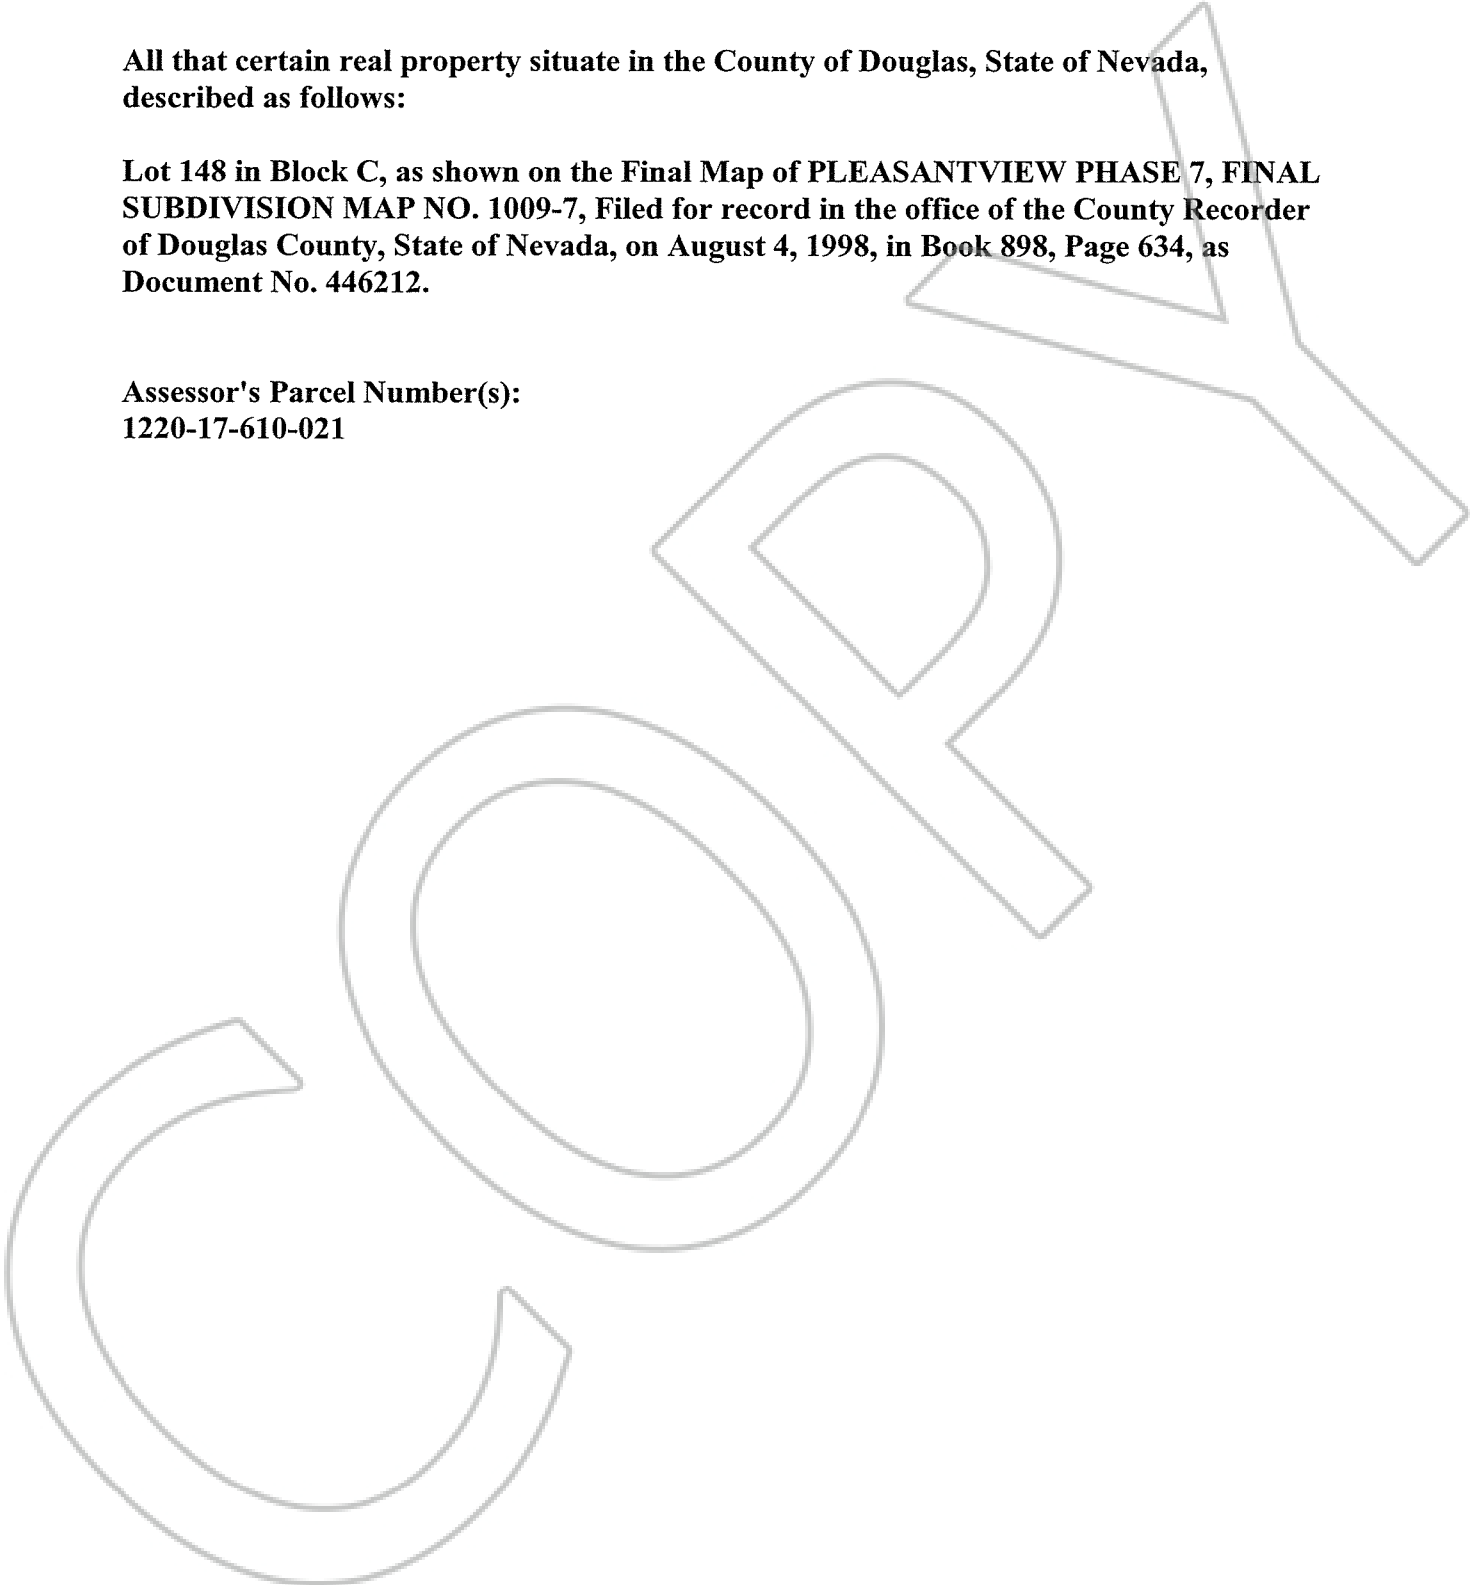 All that certain real property situate in the County of Douglas, State of Nevada,
described as follows:
Lot 148 in Block C, as shown on the Final Map of PLEASANTVIEW PHASE 7, FINAL
SUBDIVISION MAP NO. 1009-7, Filed for record in the office of the County Recorder
of Douglas County, State of Nevada, on August 4, 1998, in Book 898, Page 634, as
Document No. 446212.
Assessor's Parcel Number(s):
1220-17-610-021
COPY